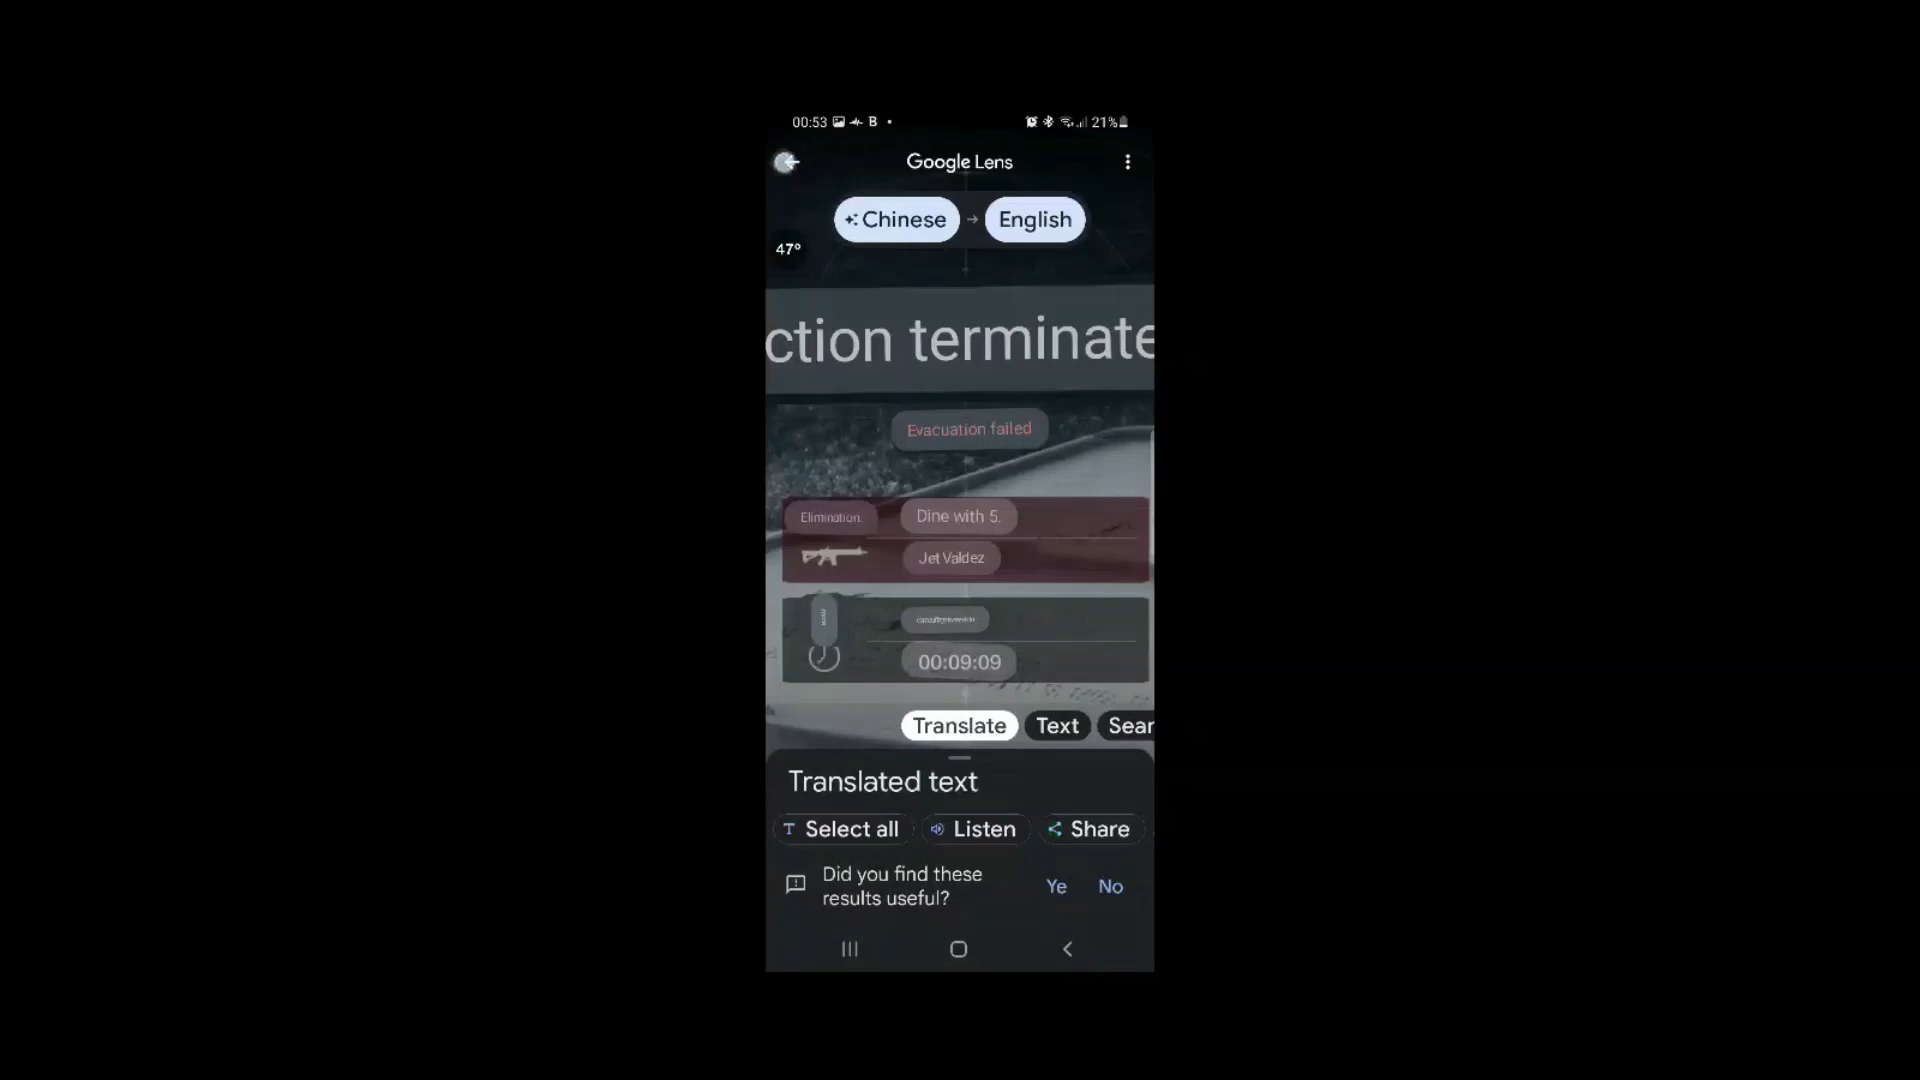 00:53 B
21%
Google Lens
Chinese → English
47°
ction terminate
Evacuation failed
Elimination.
Dine with 5.
Jet Valdez
00:09:09
Translate Text Sear
Translated text
Select all Listen Share
Did you find these
results useful?
Ye No